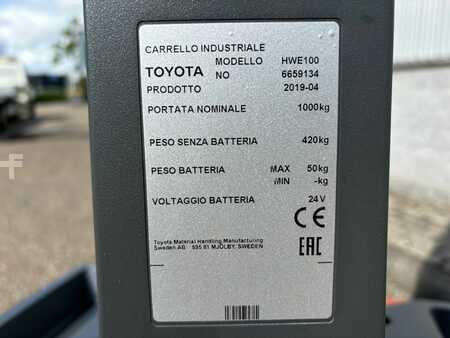 CARRELLO INDUSTRIALE
TOYOTA MODELLO HWE100
NO 6659134
PRODOTTO 2019-04
PORTATA NOMINALE 1000kg
PESO SENZA BATTERIA 420kg
PESO BATTERIA MAX 50kg
MIN -kg
VOLTAGGIO BATTERIA 24V
CE
EAC
Toyota Material Handling Manufacturing
Sweden AB 595 81 MJÖLBY, SWEDEN